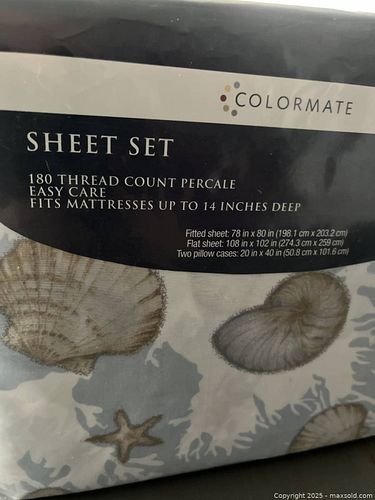 COLORMATE
SHEET SET
180 THREAD COUNT PERCALE
EASY CARE
FITS MATTRESSES UP TO 14 INCHES DEEP
Fitted sheet: 78 in x 80 in (198.1 cm x 203.2 cm)
Flat sheet: 108 in x 102 in (274.3 cm x 259 cm)
Two pillow cases: 20 in x 40 in (50.8 cm x 101.6 cm)
Copyright 2025 - maxsold.com